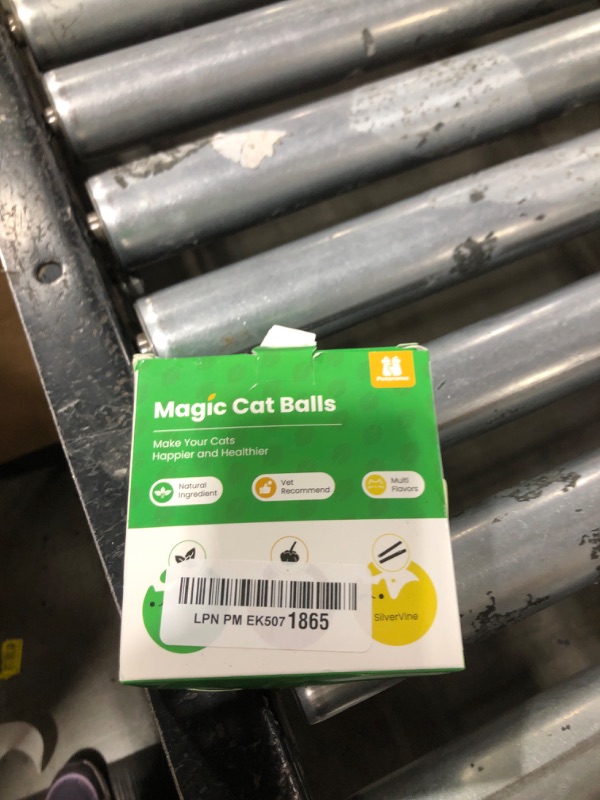 Magic Cat Balls
Make Your Cats
Happier and Healthier
Natural
Ingredient
Vet
Recommend
Multi
Flavors
LPN PM EK507 1865
SilverVine